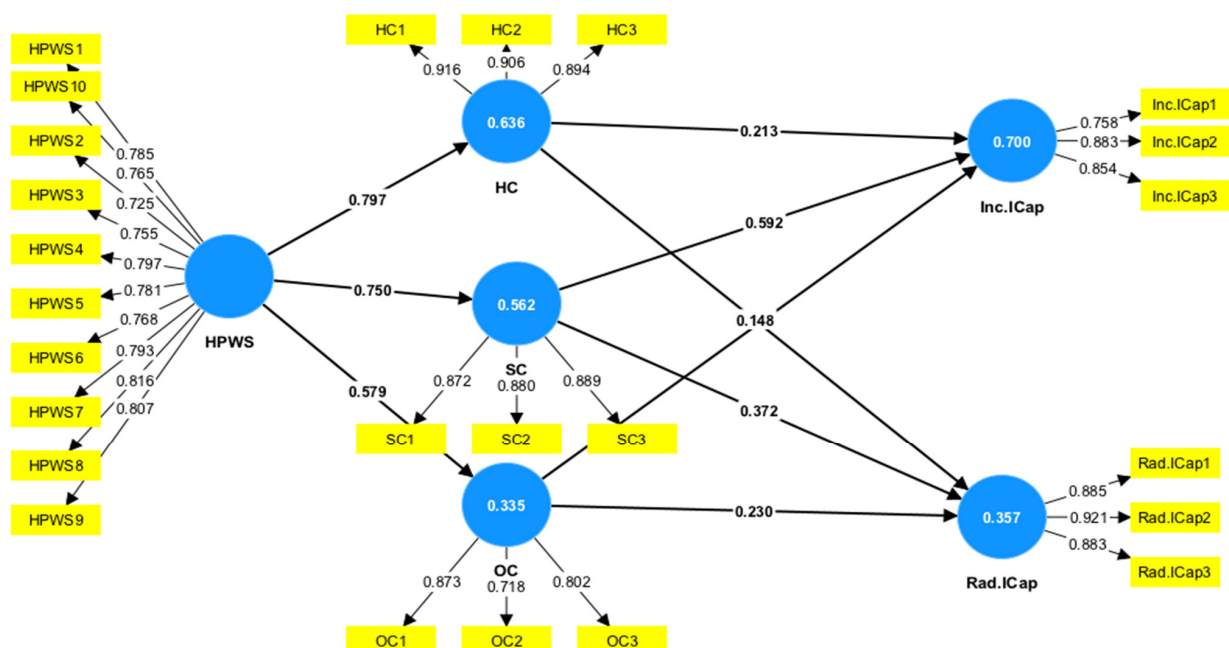 HPWS1
HPWS10
HPWS2
HPWS3
HPWS4
HPWS5
HPWS6
HPWS7
HPWS8
HPWS9
0.785
0.765
0.725
0.755
0.797
0.781
0.768
0.793
0.816
0.807
HPWS
0.797
0.750
0.579
HC1
HC2
HC3
0.916
0.906
0.894
0.636
HC
0.562
SC
0.872
0.880
0.889
SC1
SC2
SC3
0.335
OC
0.873
0.718
0.802
OC1
OC2
OC3
0.213
0.592
0.148
0.372
0.230
0.700
Inc.ICap
0.758
0.883
0.854
Inc.ICap1
Inc.ICap2
Inc.ICap3
0.357
Rad.ICap
0.885
0.921
0.883
Rad.ICap1
Rad.ICap2
Rad.ICap3